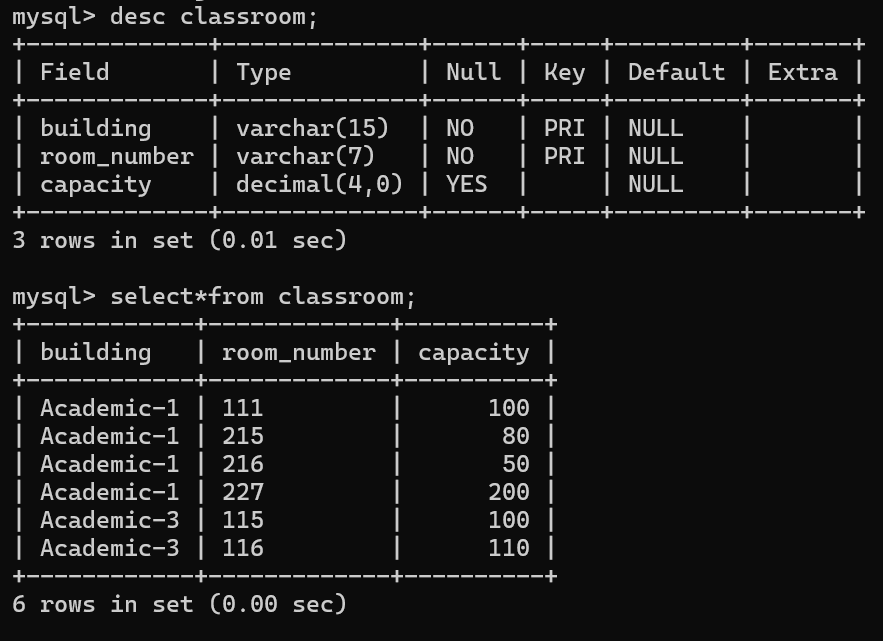 mysql> desc classroom;
+-------------+--------------+------+-----+---------+-------+
| Field       | Type         | Null | Key | Default | Extra |
+-------------+--------------+------+-----+---------+-------+
| building    | varchar(15)  | NO   | PRI | NULL    |       |
| room_number | varchar(7)   | NO   | PRI | NULL    |       |
| capacity    | decimal(4,0) | YES  |     | NULL    |       |
+-------------+--------------+------+-----+---------+-------+
3 rows in set (0.01 sec)

mysql> select*from classroom;
+------------+-------------+----------+
| building   | room_number | capacity |
+------------+-------------+----------+
| Academic-1 | 111         |      100 |
| Academic-1 | 215         |       80 |
| Academic-1 | 216         |       50 |
| Academic-1 | 227         |      200 |
| Academic-3 | 115         |      100 |
| Academic-3 | 116         |      110 |
+------------+-------------+----------+
6 rows in set (0.00 sec)